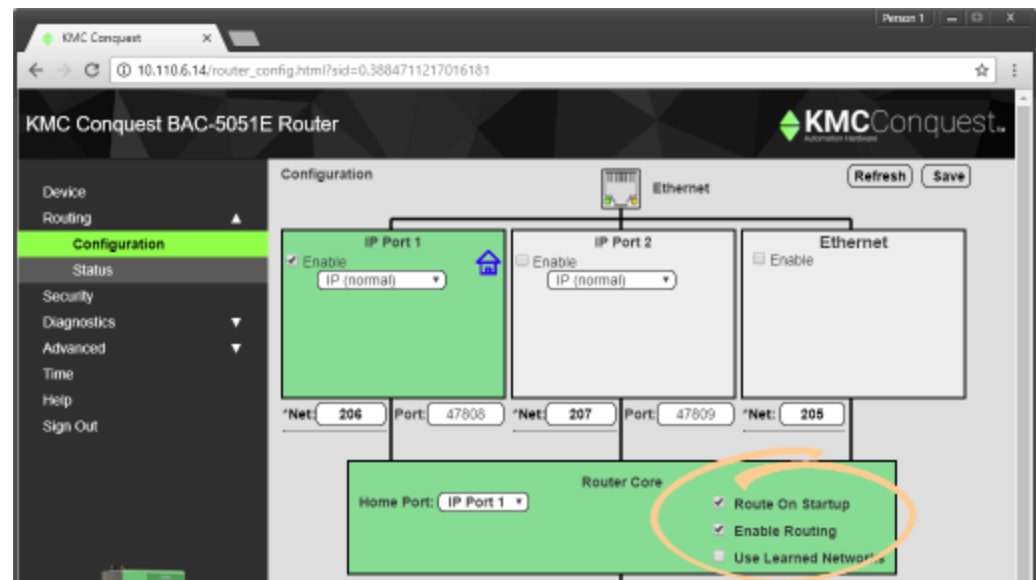 KMC Conquest
Person 1
10.110.6.14/router_config.html?sid=0.3884711217016181
KMC Conquest BAC-5051E Router
KMCConquest
Automation Hardware
Device
Routing
Configuration
Status
Security
Diagnostics
Advanced
Time
Help
Sign Out
Configuration
Ethernet
Refresh Save
IP Port 1
Enable
IP (normal)
IP Port 2
Enable
IP (normal)
Ethernet
Enable
*Net: 206 Port: 47808 *Net: 207 Port: 47809 *Net: 205
Router Core
Home Port: IP Port 1
Route On Startup
Enable Routing
Use Learned Networks